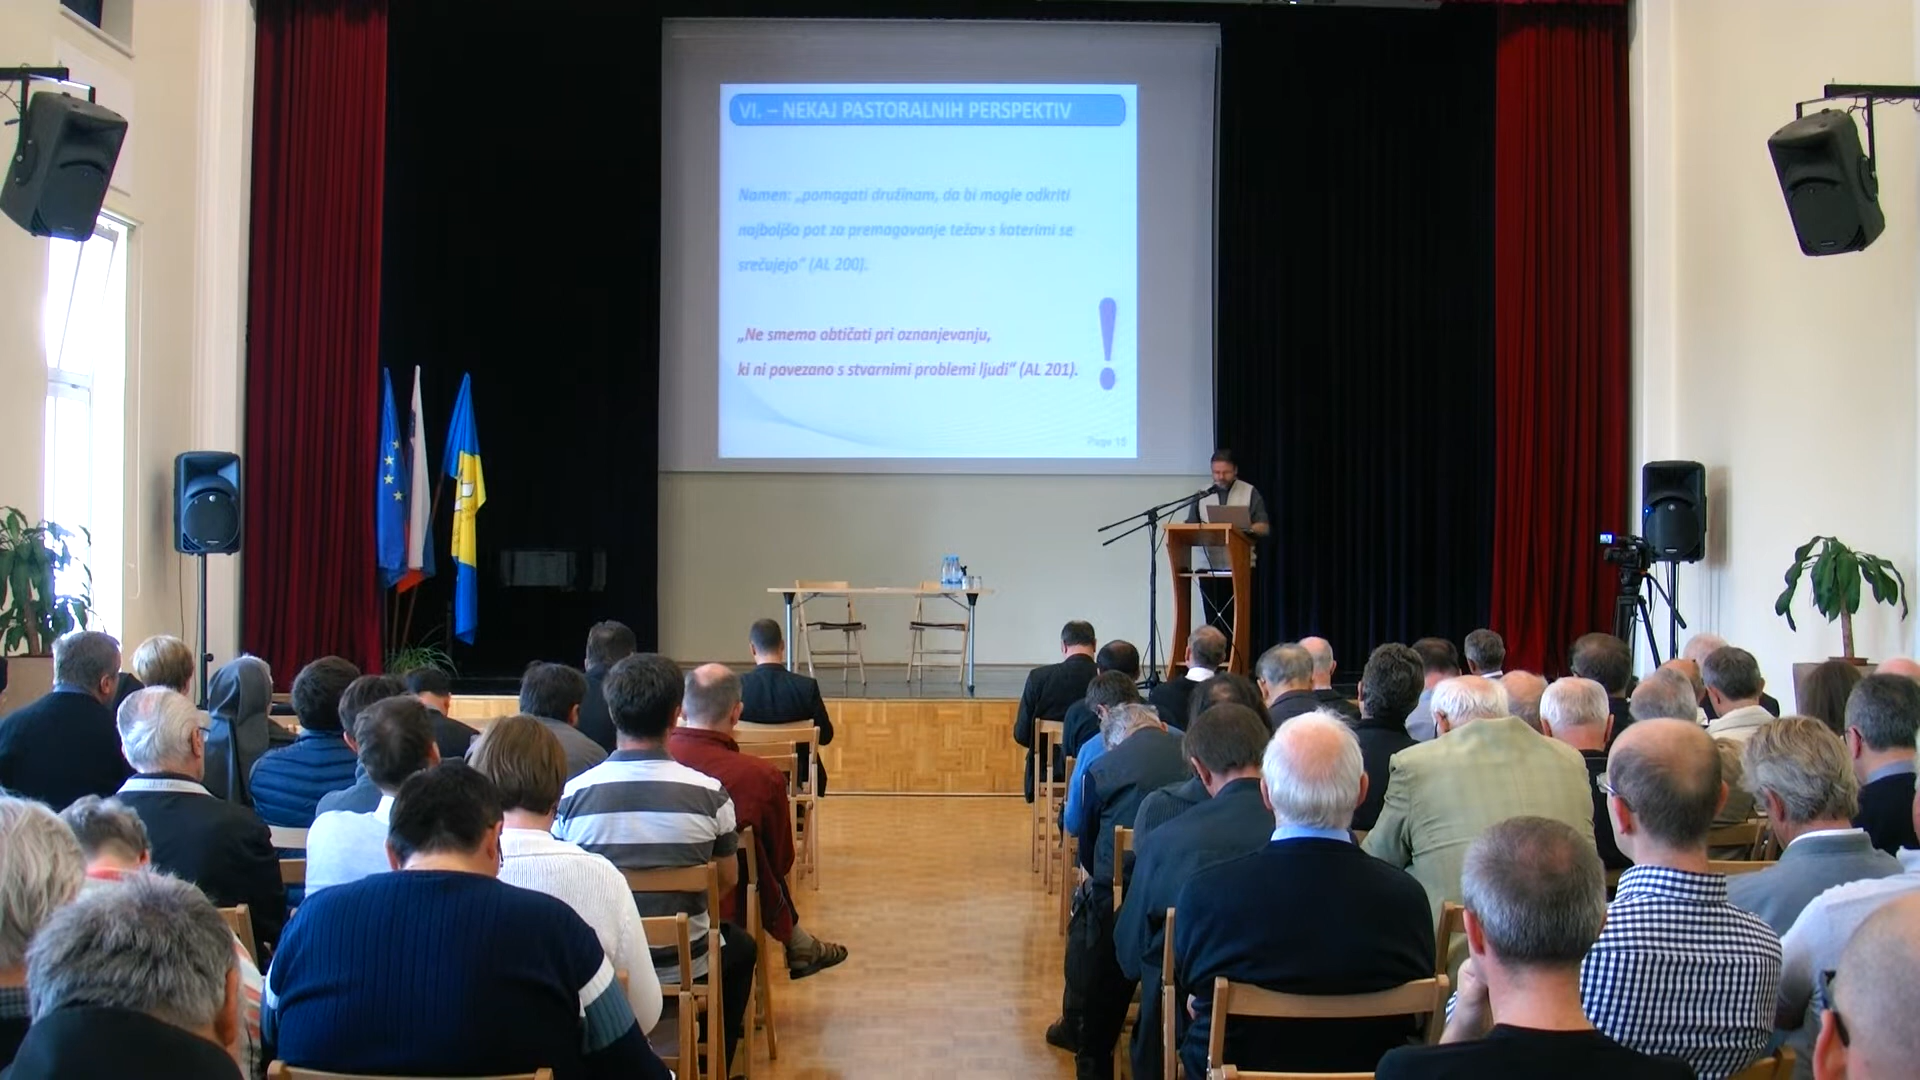 VI. – NEKAJ PASTORALNIH PERSPEKTIV
Namen: „pomagati družinam, da bi mogle odkriti
najboljšo pot za premagovanje težav s katerimi se
srečujejo“ (AL 200).
„Ne smemo obtičati pri oznanjevanju,
ki ni povezano s stvarnimi problemi ljudi“ (AL 201).
!
Page 15